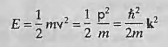 E = 1/2 mv² = 1/2 p²/m = ℏ²/2m k²